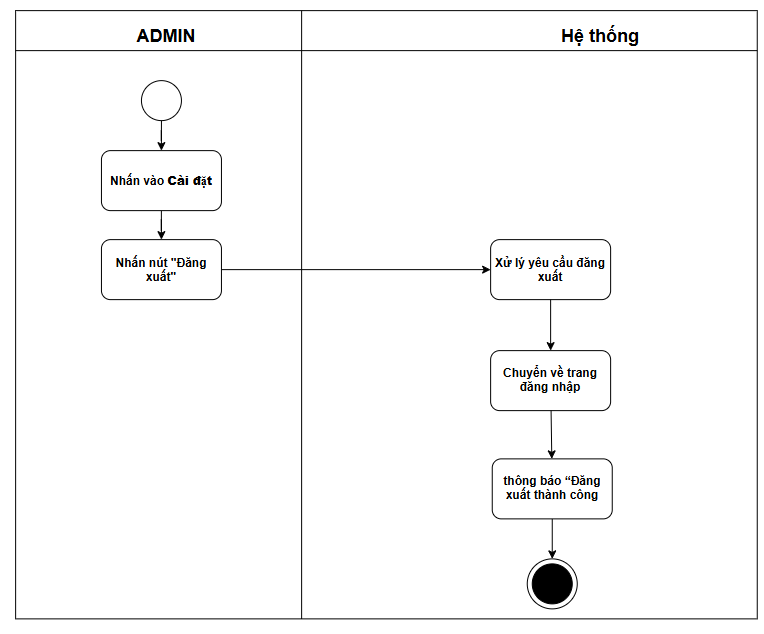 ADMIN
Hệ thống
Nhấn vào Cài đặt
Nhấn nút "Đăng
xuất"
Xử lý yêu cầu đăng
xuất
Chuyển về trang
đăng nhập
thông báo “Đăng
xuất thành công